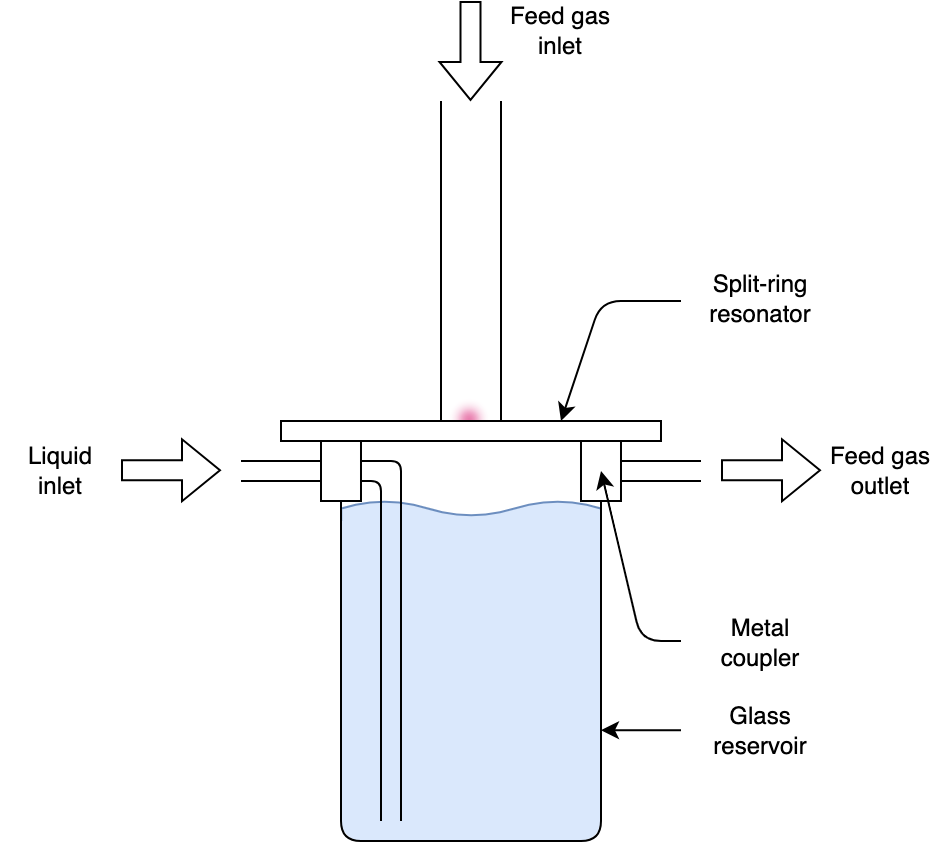 Feed gas
inlet
Split-ring
resonator
Liquid
inlet
Feed gas
outlet
Metal
coupler
Glass
reservoir